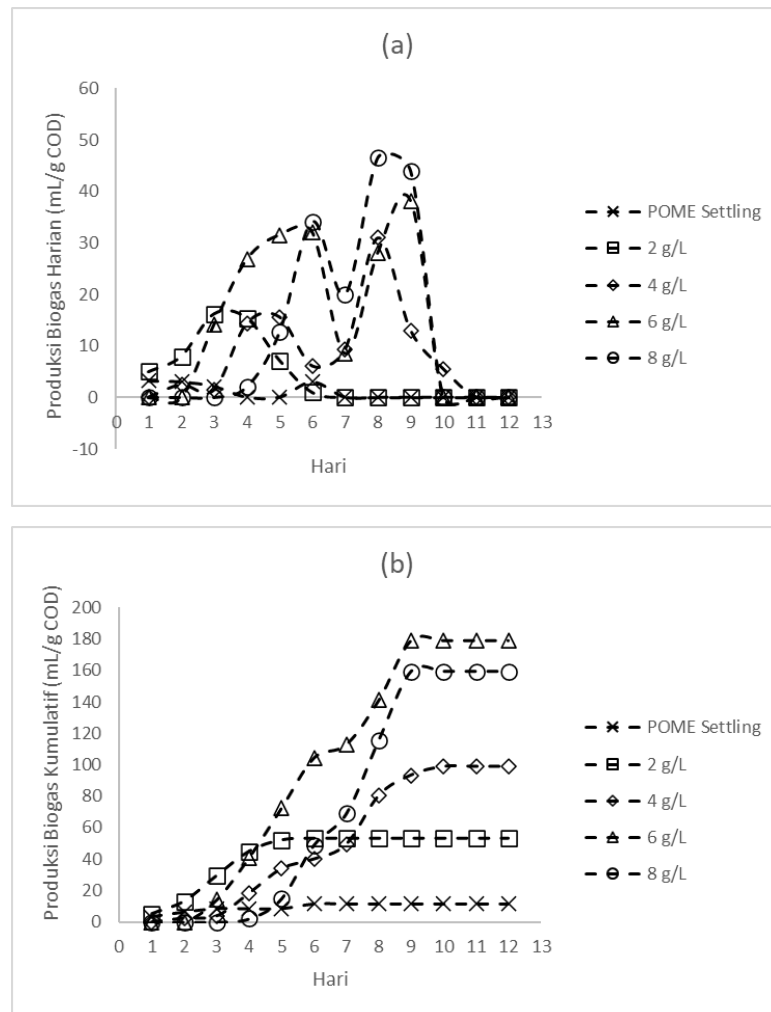 (a)
Produksi Biogas Harian (mL/g COD)
60
50
40
30
20
10
0
-10
0 1 2 3 4 5 6 7 8 9 10 11 12 13
Hari
POME Settling
2 g/L
4 g/L
6 g/L
8 g/L
(b)
Produksi Biogas Kumulatif (mL/g COD)
200
180
160
140
120
100
80
60
40
20
0
0 1 2 3 4 5 6 7 8 9 10 11 12 13
Hari
POME Settling
2 g/L
4 g/L
6 g/L
8 g/L